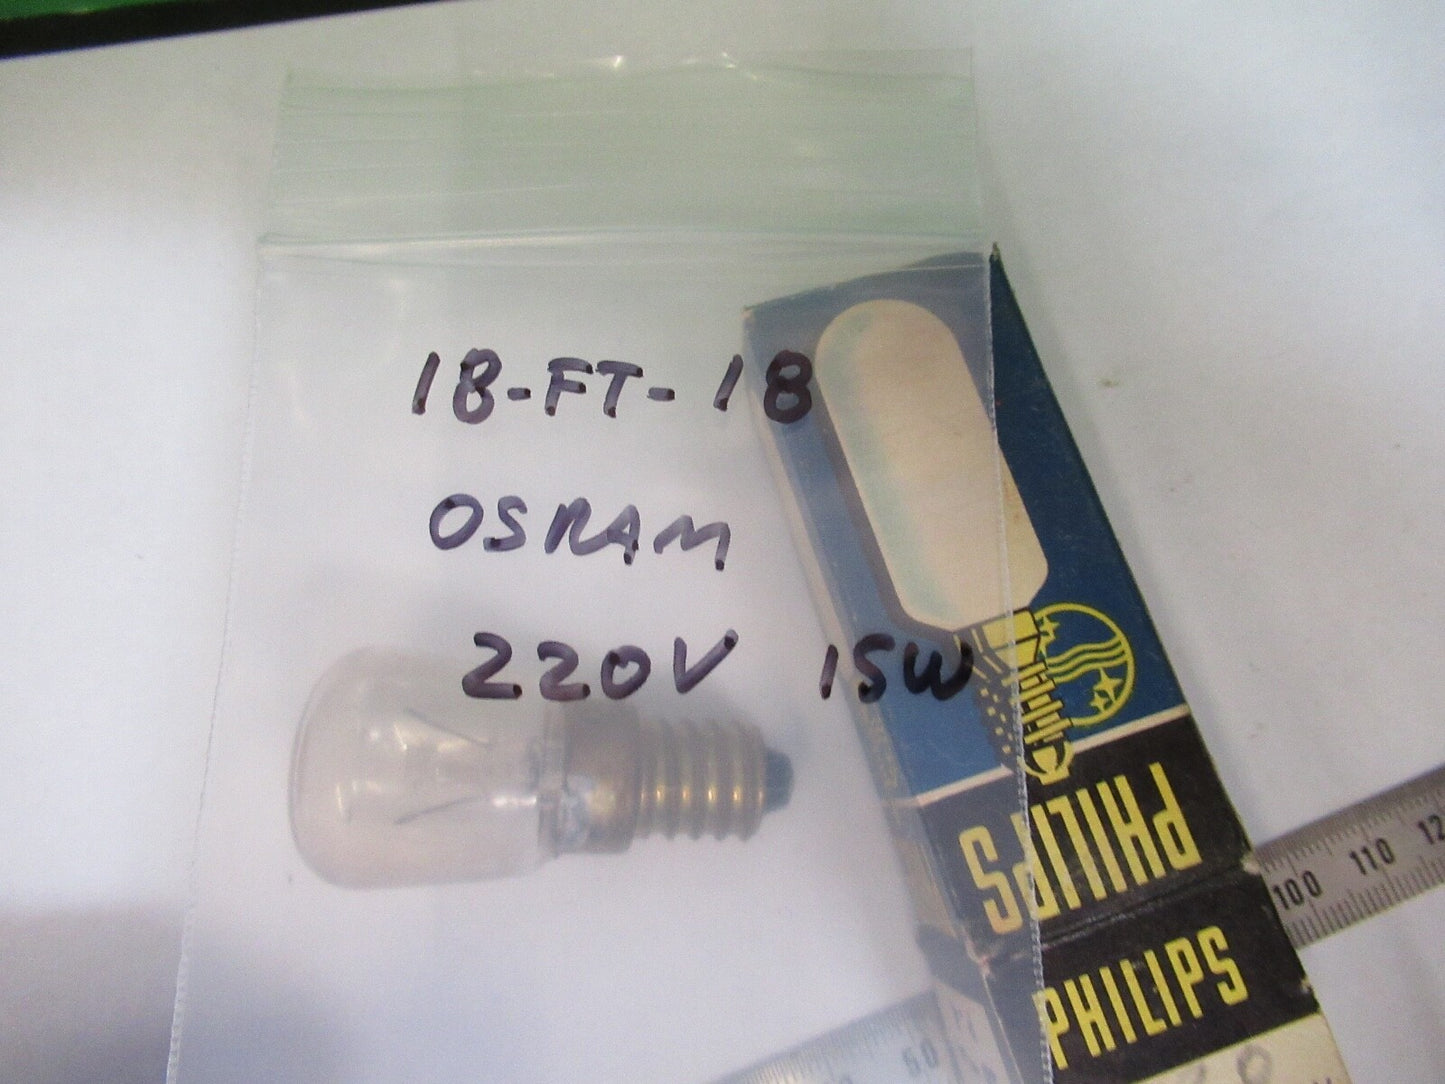 18-FT-18
OSRAM
220V 15W
PHILIPS
PHILIPS
100 110